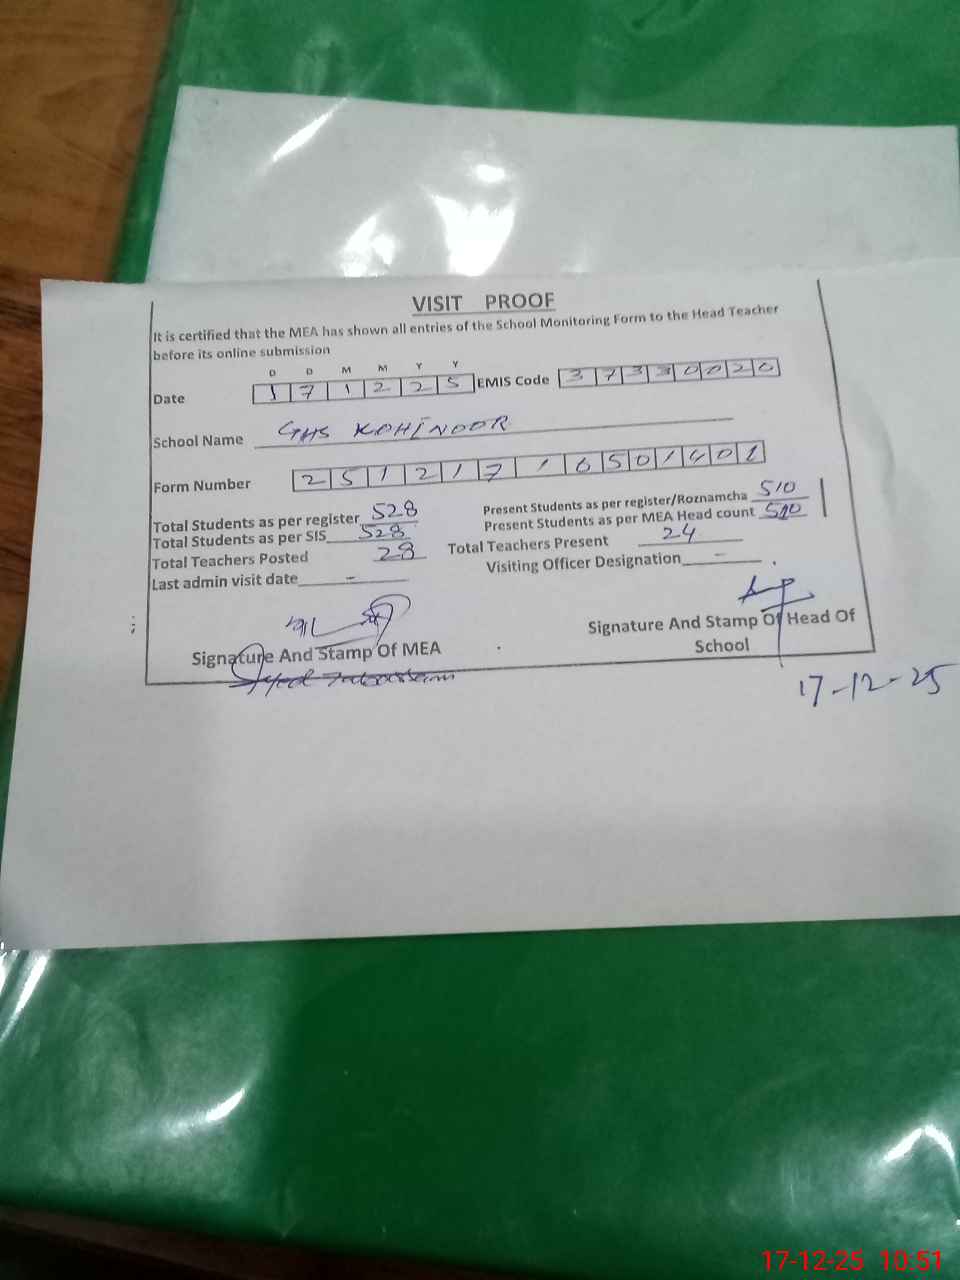 VISIT PROOF
It is certified that the MEA has shown all entries of the School Monitoring Form to the Head Teacher
before its online submission
D D M M Y Y
Date 1 7 1 2 2 5 EMIS Code 3 7 3 3 0 0 2 0
School Name GHS KOHINOOR
Form Number 2 5 1 2 1 7 1 6 5 0 1 4 0 1
Total Students as per register 528 Present Students as per register/Roznamcha 510
Total Students as per SIS 528 Present Students as per MEA Head count 510
Total Teachers Posted 28 Total Teachers Present 24
Last admin visit date – Visiting Officer Designation –
Signature And Stamp Of MEA Signature And Stamp Of Head Of
School
17-12-25
17-12-25 10:51